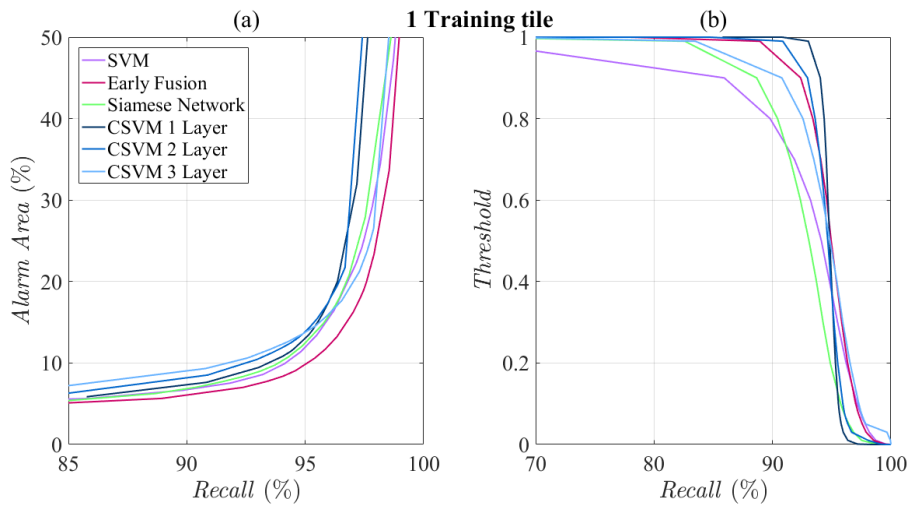 (a) 1 Training tile (b)
50
40
30
20
10
0
Alarm Area (%)
SVM
Early Fusion
Siamese Network
CSVM 1 Layer
CSVM 2 Layer
CSVM 3 Layer
85 90 95 100
Recall (%)
1
0.8
0.6
0.4
0.2
0
Threshold
70 80 90 100
Recall (%)